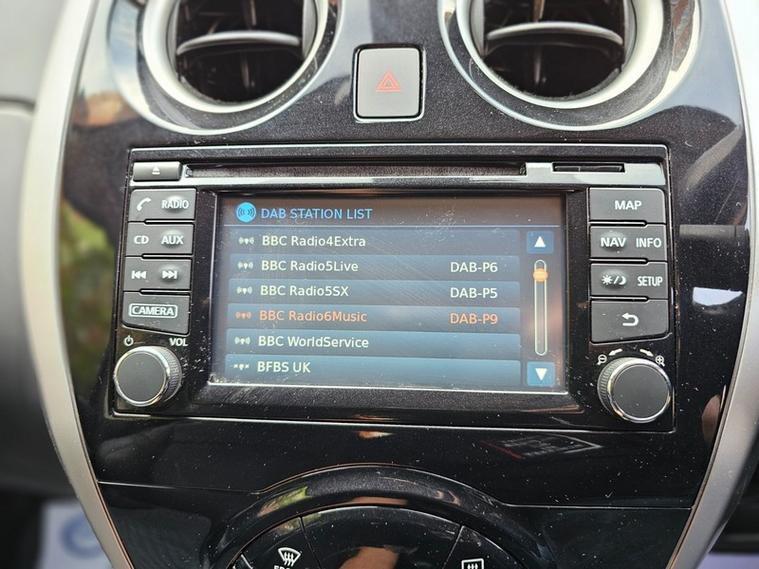 RADIO
CD AUX
CAMERA
VOL
DAB STATION LIST
BBC Radio4Extra
BBC Radio5Live DAB-P6
BBC Radio5SX DAB-P5
BBC Radio6Music DAB-P9
BBC WorldService
BFBS UK
MAP
NAV INFO
SETUP